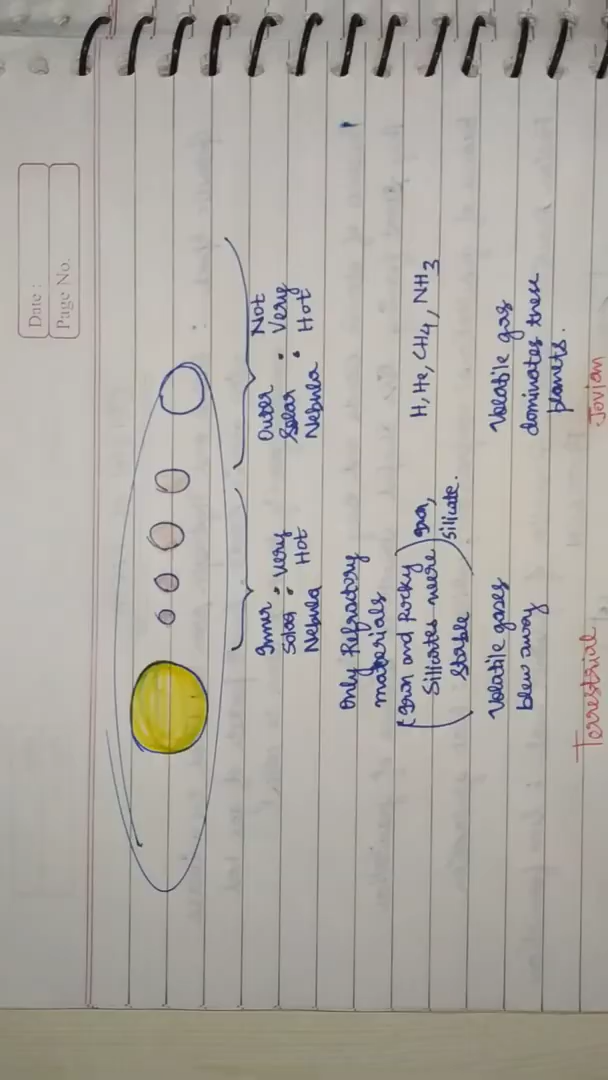 Date :
Page No.
Inner Solar Nebula : Very Hot
Outer Solar Nebula : Not Very Hot
Only Refractory
materials
(Iron and Rocky
Silicates were
Stable)
Iron,
Silicate.
H, He, CH4, NH3
Volatile gases
blew away
Volatile gas
dominates these
planets.
Terrestrial
Jovian